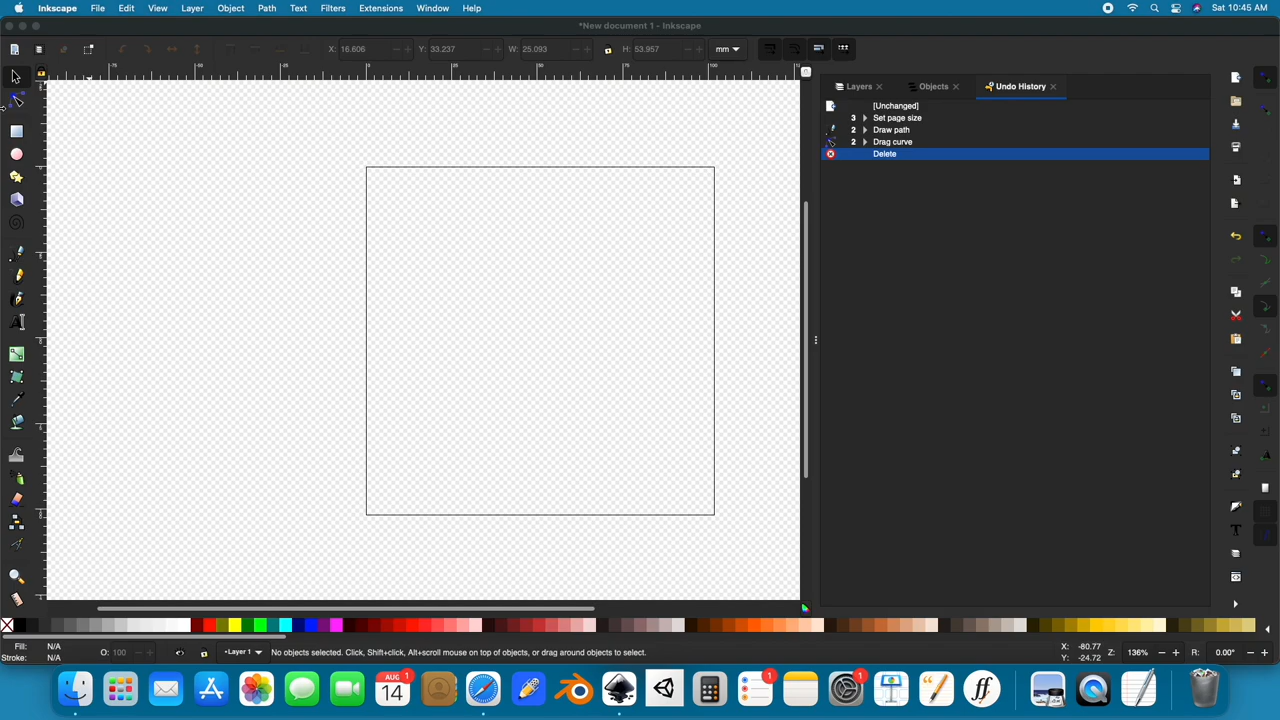 Inkscape File Edit View Layer Object Path Text Filters Extensions Window Help Sat 10:45 AM
*New document 1 - Inkscape
X: 16.606 Y: 33.237 W: 25.093 H: 53.957 mm
Layers Objects Undo History
[Unchanged]
3 Set page size
2 Draw path
2 Drag curve
Delete
Fill: N/A
Stroke: N/A
O: 100
Layer 1
No objects selected. Click, Shift+click, Alt+scroll mouse on top of objects, or drag around objects to select.
X: -80.77
Y: -24.72
Z: 136%
R: 0.00°
AUG 14
1
1
1
ff